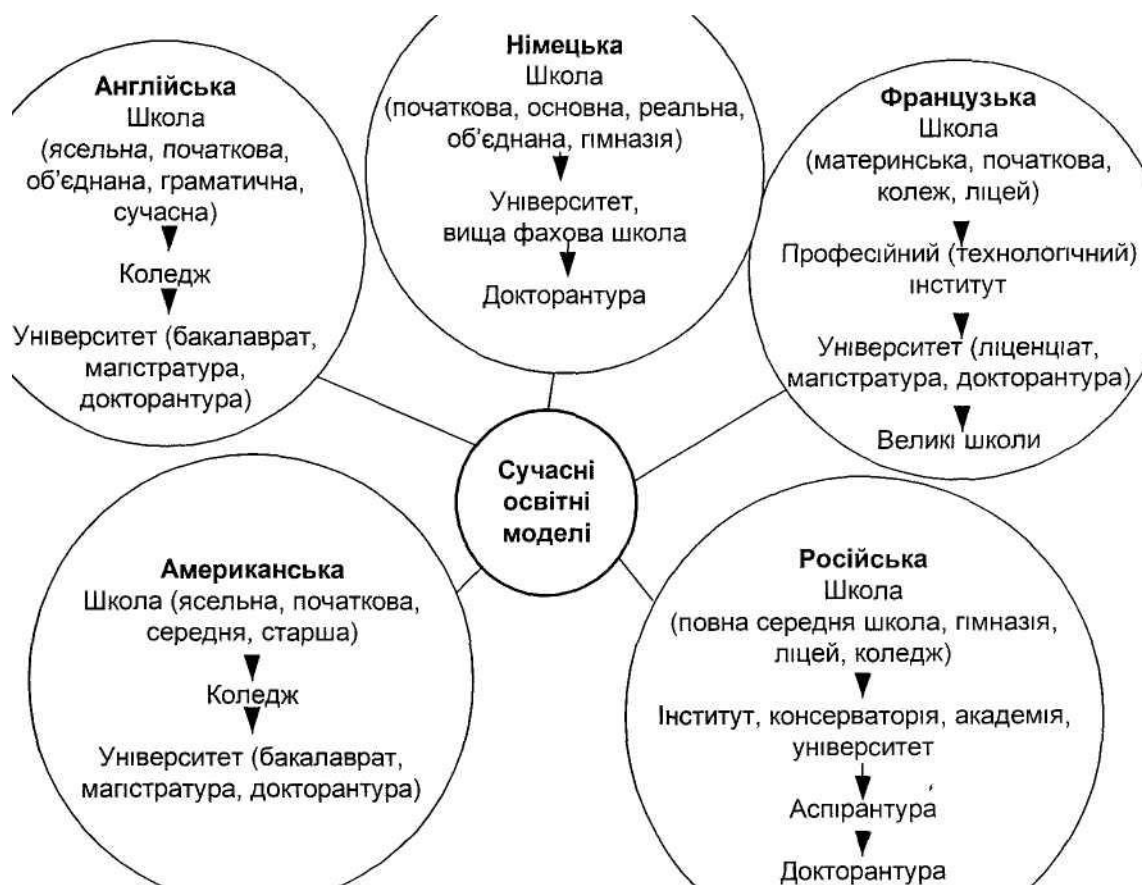 Англійська
Школа
(ясельна, початкова,
об’єднана, граматична,
сучасна)
Коледж
Університет (бакалаврат,
магістратура,
докторантура)
Німецька
Школа
(початкова, основна, реальна,
об’єднана, гімназія)
Університет,
вища фахова школа
Докторантура
Французька
Школа
(материнська, початкова,
колеж, ліцей)
Професійний (технологічний)
інститут
Університет (ліценціат,
магістратура, докторантура)
Великі школи
Сучасні
освітні
моделі
Американська
Школа (ясельна, початкова,
середня, старша)
Коледж
Університет (бакалаврат,
магістратура, докторантура)
Російська
Школа
(повна середня школа, гімназія,
ліцей, коледж)
Інститут, консерваторія, академія,
університет
Аспірантура
Докторантура